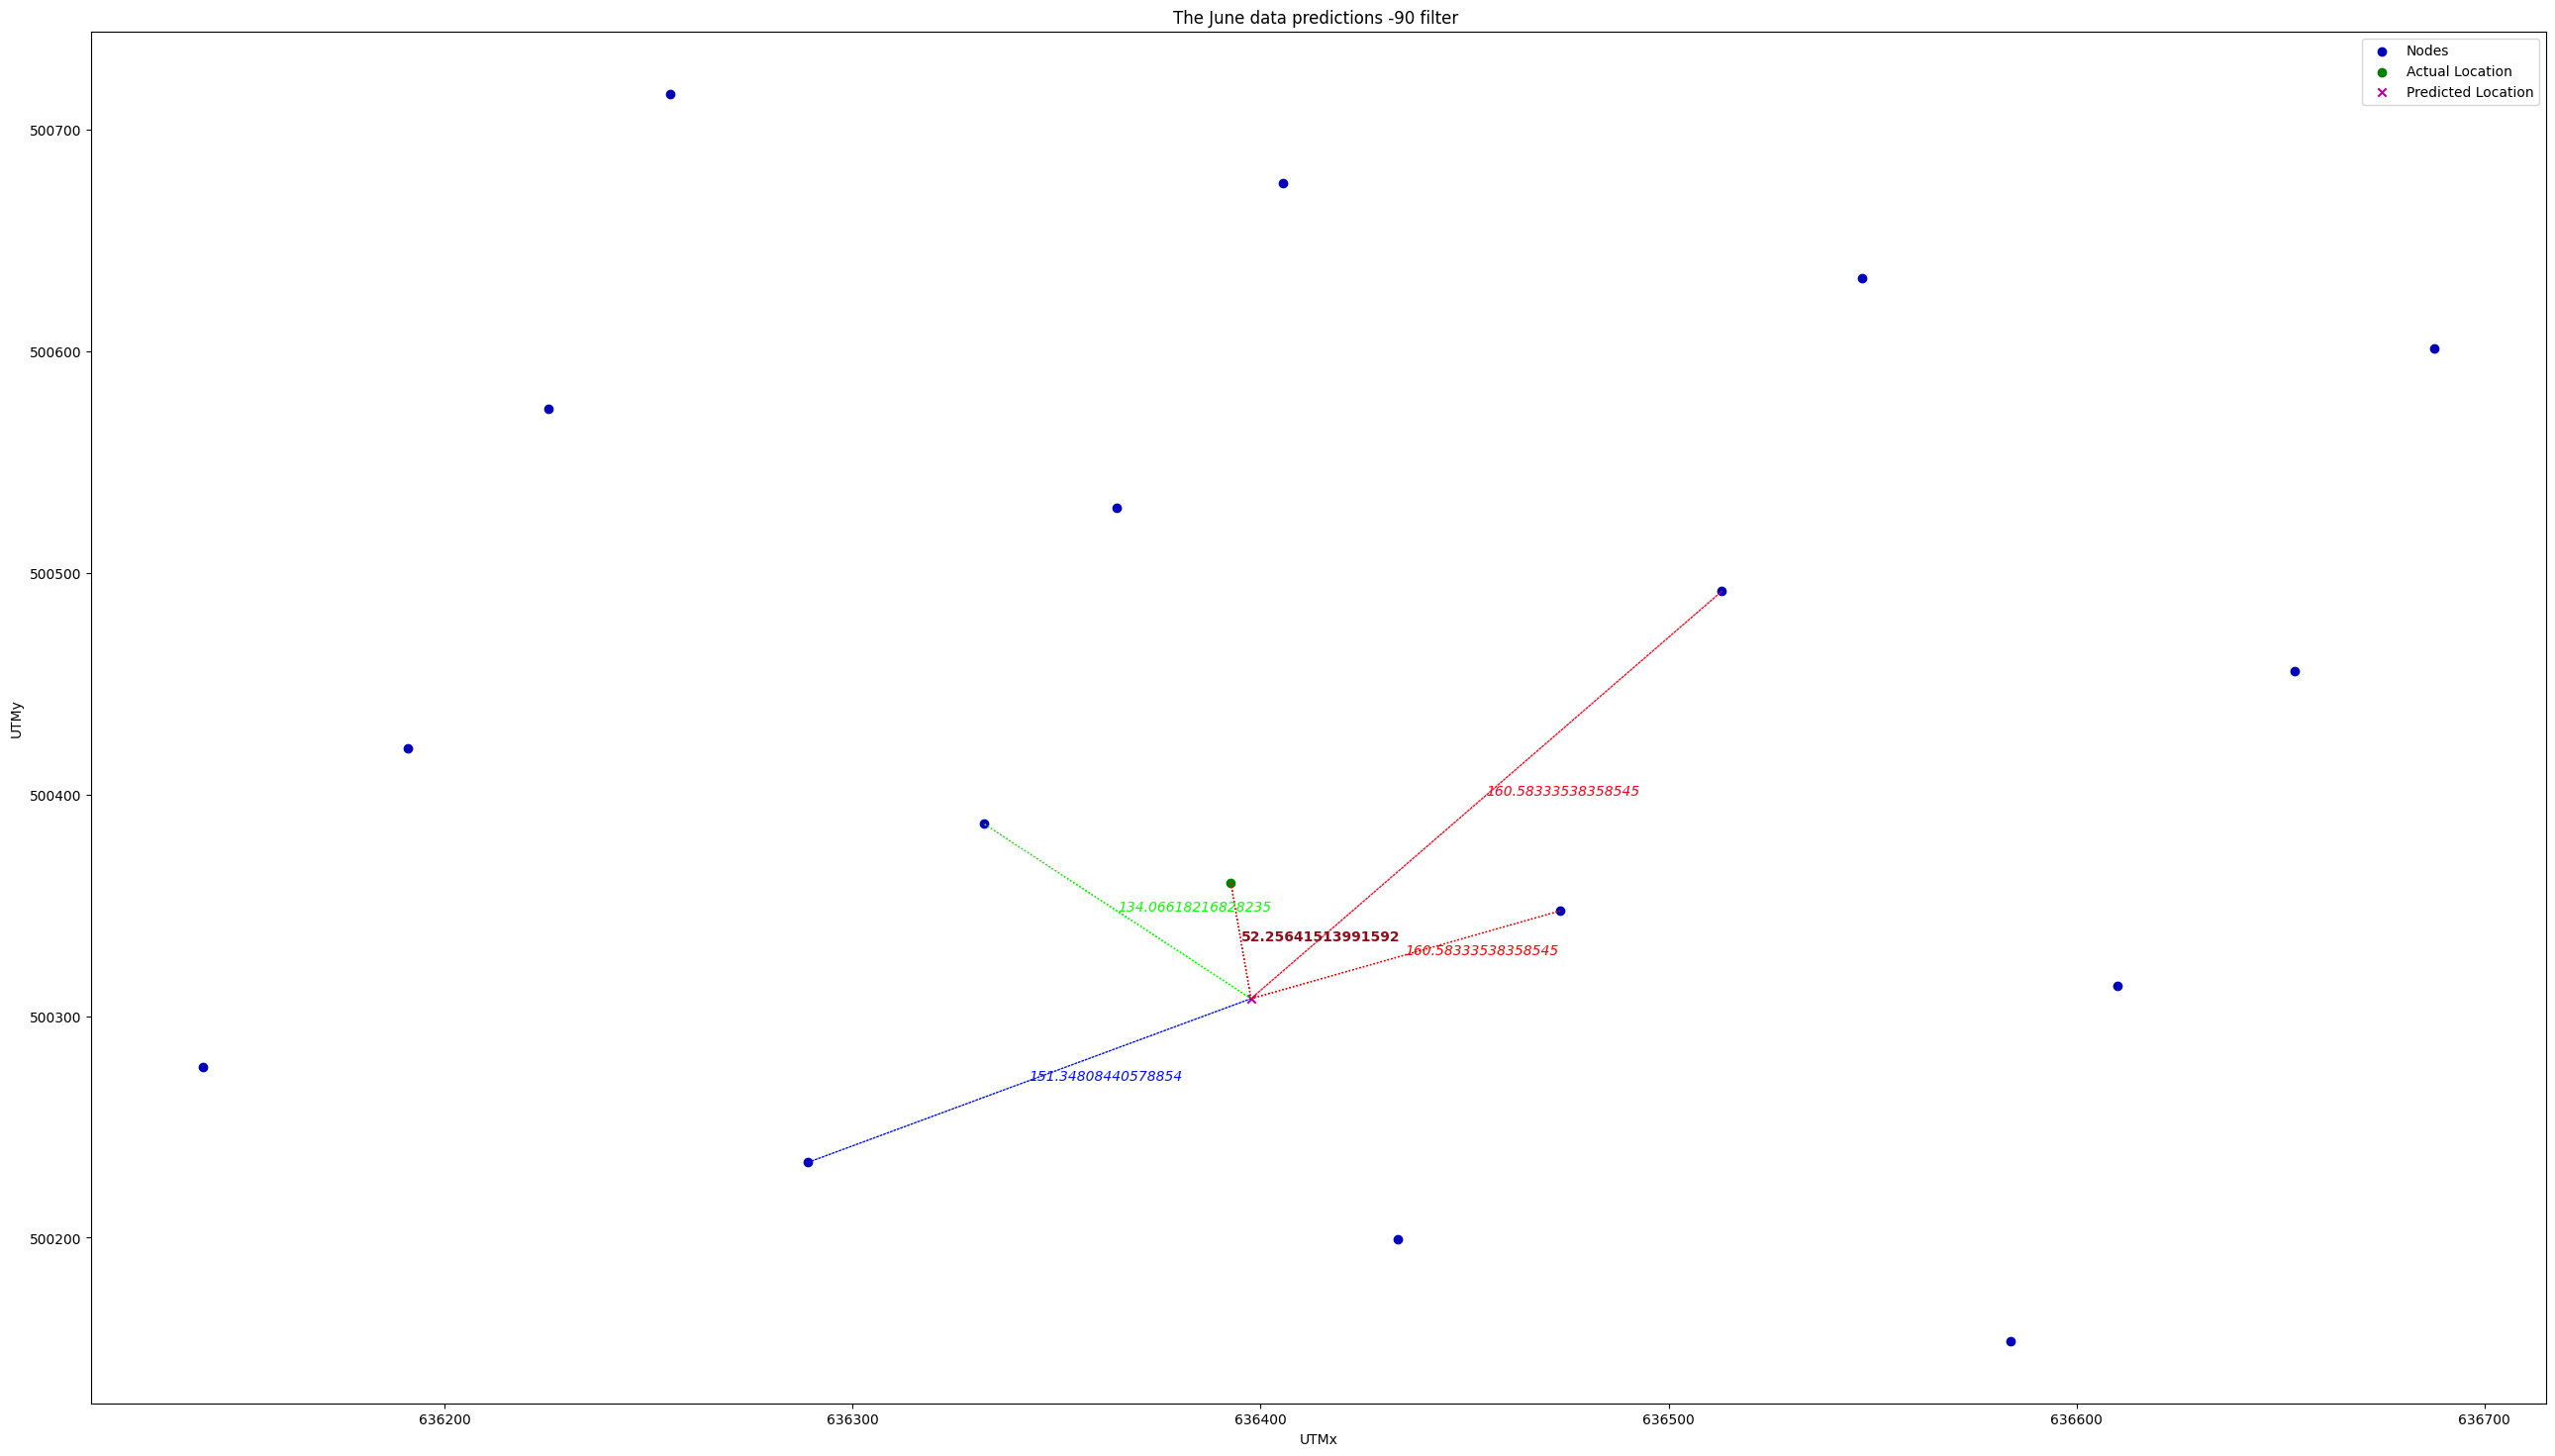 The June data predictions -90 filter
Nodes
Actual Location
Predicted Location
500700
500600
500500
500400
500300
500200
UTMy
160.58333538358545
134.06618216828235
52.25641513991592
160.58333538358545
151.34808440578854
636200
636300
636400
636500
636600
636700
UTMx